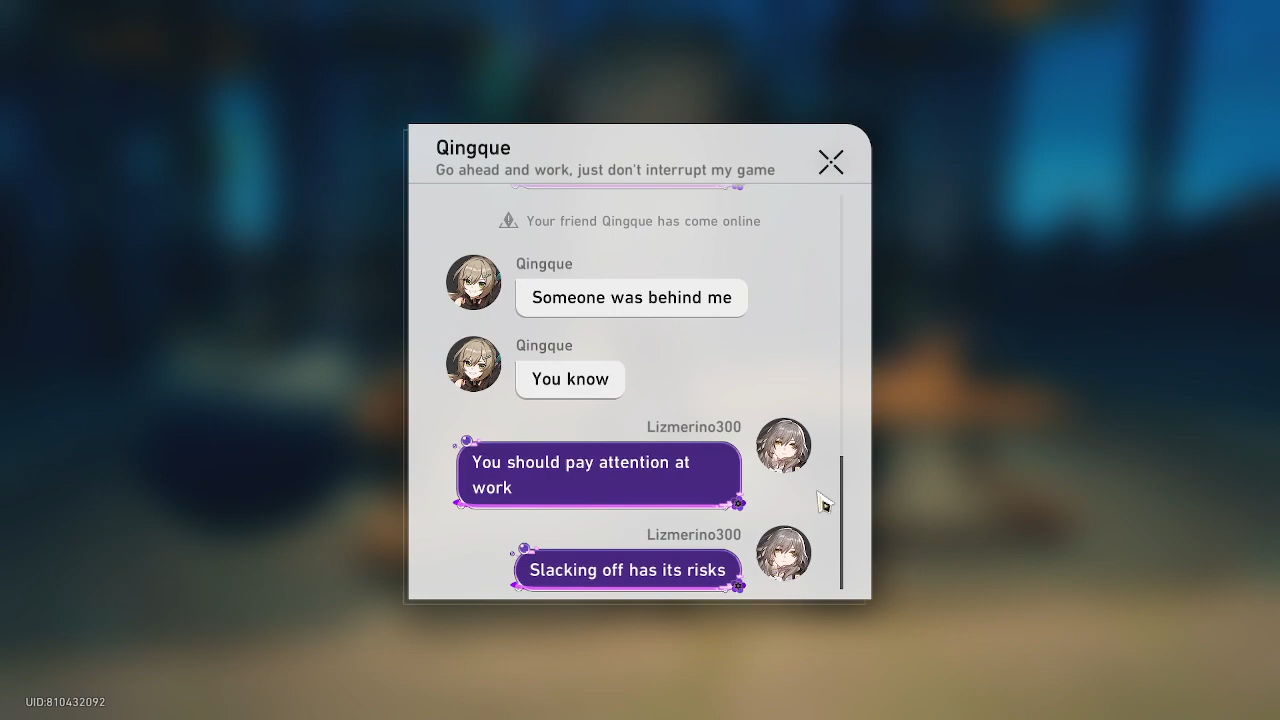 Qingque
Go ahead and work, just don't interrupt my game
Your friend Qingque has come online
Qingque
Someone was behind me
Qingque
You know
Lizmerino300
You should pay attention at
work
Lizmerino300
Slacking off has its risks
UID:810432092